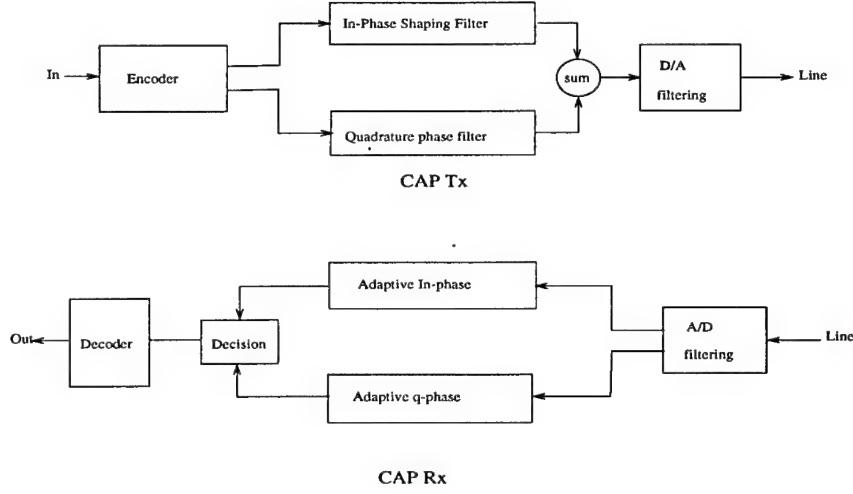 In-Phase Shaping Filter
In
Encoder
sum
D/A
filtering
Line
Quadrature phase filter
CAP Tx
Adaptive In-phase
Out
Decoder
Decision
A/D
filtering
Line
Adaptive q-phase
CAP Rx